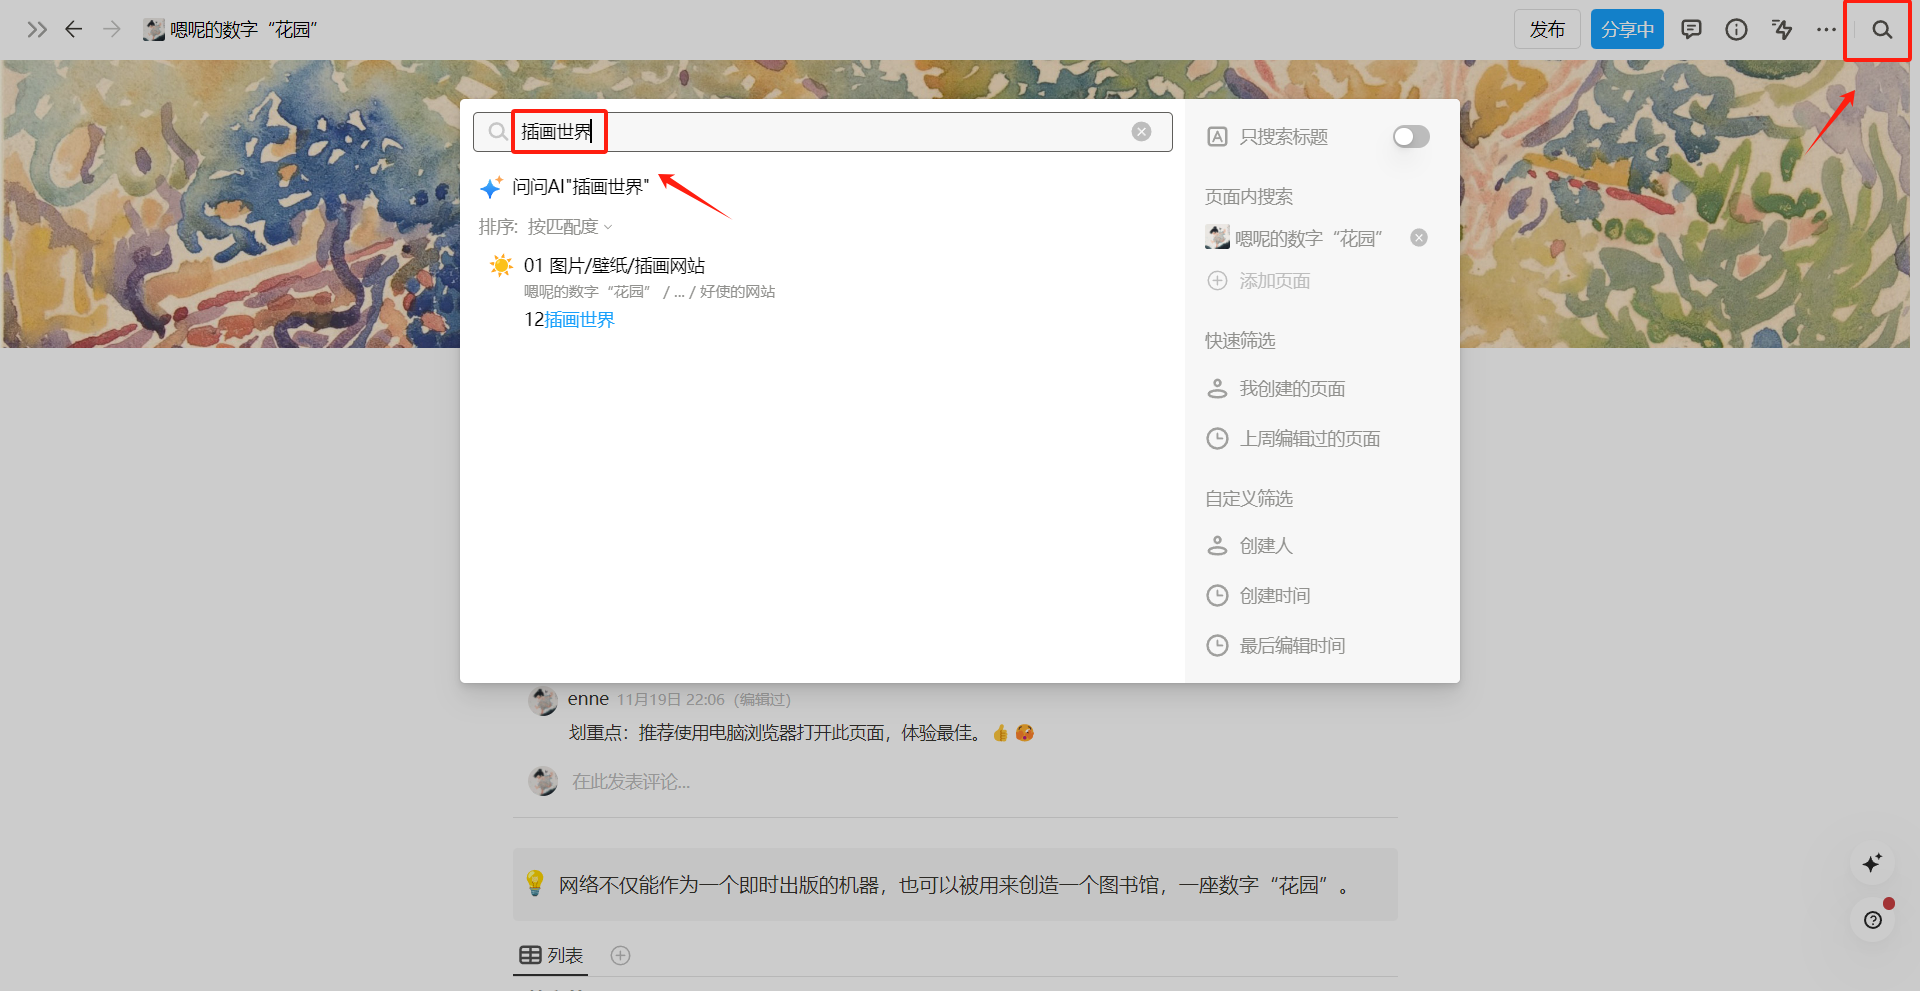 嗯呢的数字“花园”
发布
分享中
插画世界
问问AI"插画世界"
排序: 按匹配度
01 图片/壁纸/插画网站
嗯呢的数字“花园” / ... / 好使的网站
12插画世界
只搜索标题
页面内搜索
嗯呢的数字“花园”
添加页面
快速筛选
我创建的页面
上周编辑过的页面
自定义筛选
创建人
创建时间
最后编辑时间
enne 11月19日 22:06 (编辑过)
划重点：推荐使用电脑浏览器打开此页面，体验最佳。👍🥳
在此发表评论...
网络不仅能作为一个即时出版的机器，也可以被用来创造一个图书馆，一座数字“花园”。
列表